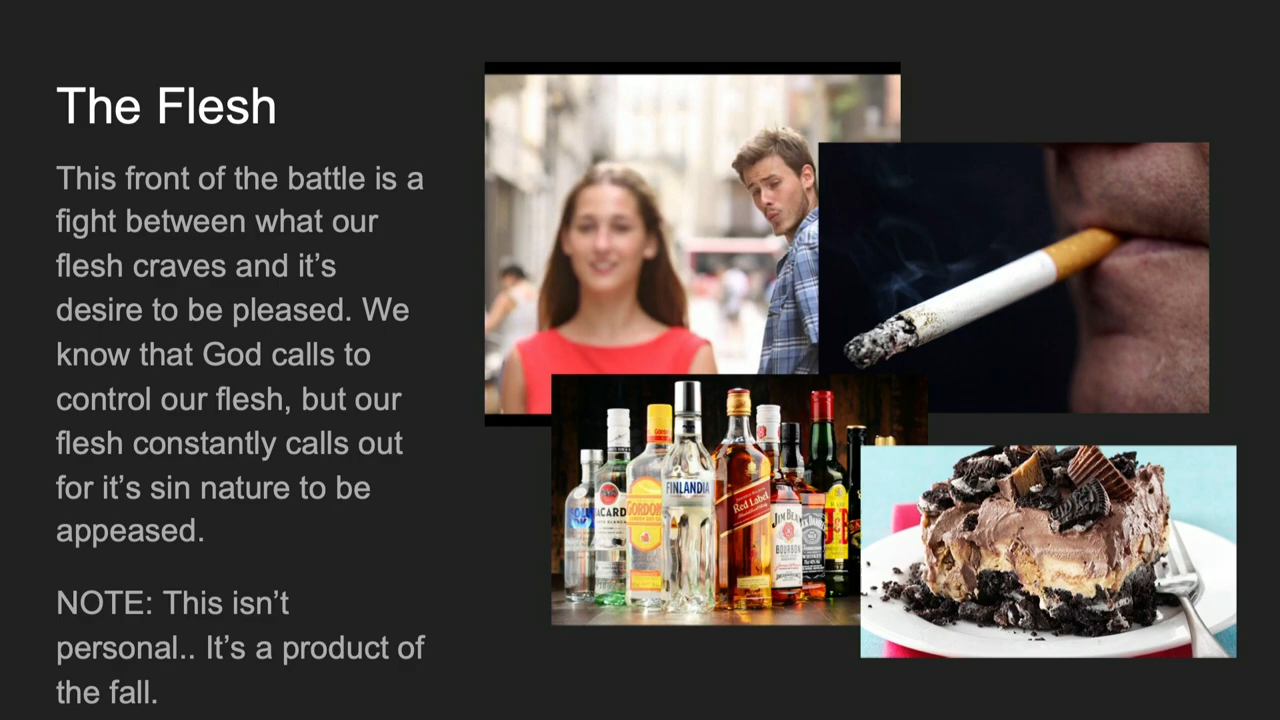 The Flesh
This front of the battle is a
fight between what our
flesh craves and it’s
desire to be pleased. We
know that God calls to
control our flesh, but our
flesh constantly calls out
for it’s sin nature to be
appeased.
NOTE: This isn’t
personal.. It’s a product of
the fall.
ACARD
GORDON
FINLANDIA
Red Label
JIM BEAM
BOURBON
J&B